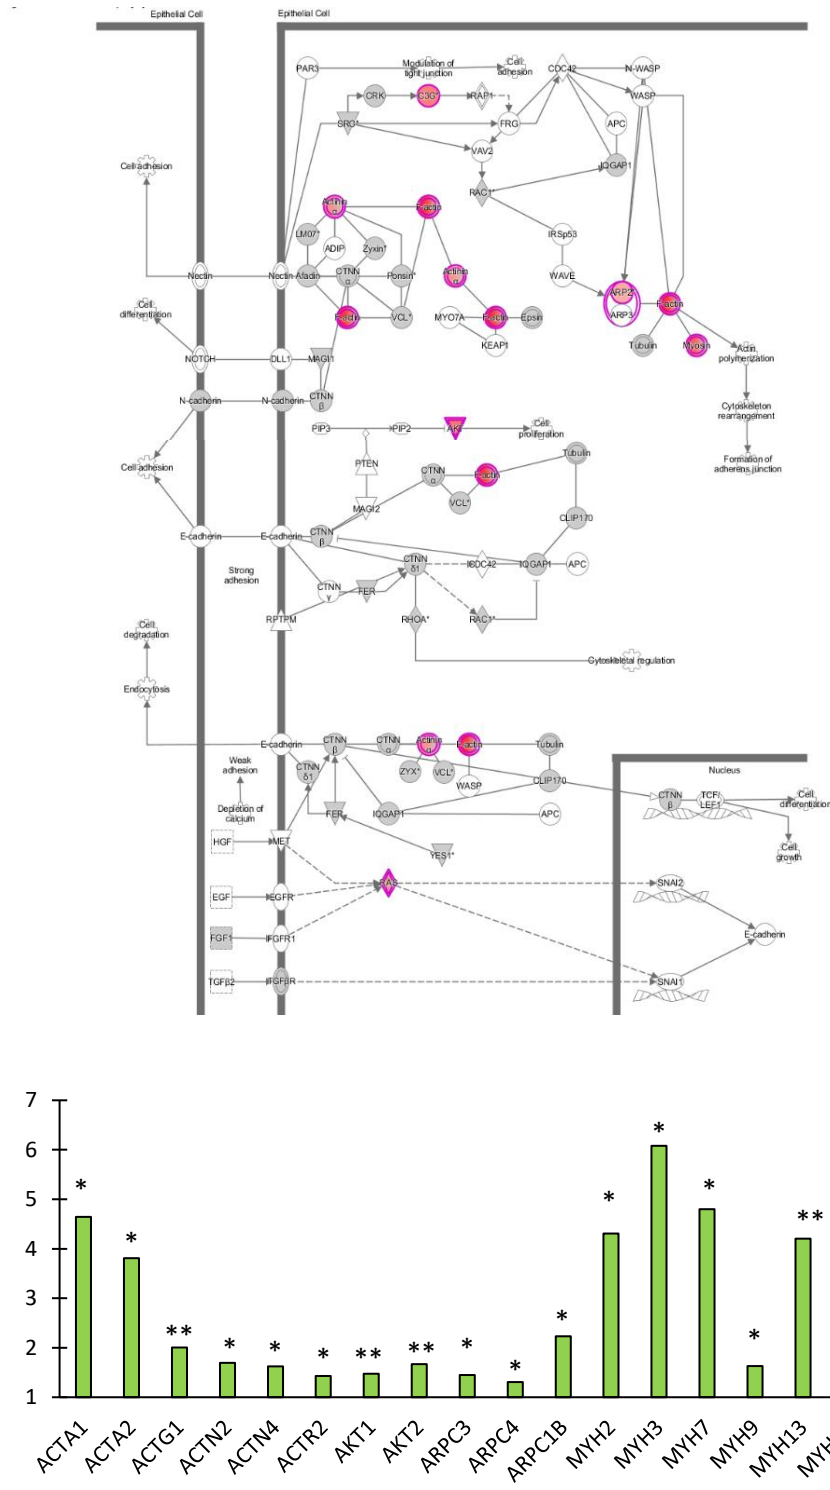 Epithelial Cell
Epithelial Cell
PAR3
Modulation of
tight junction
Cell
adhesion
CDC42
N-WASP
WASP
CRK
C3G*
RAP1
SRC*
FRG
APC
VAV2
IQGAP1
RAC1*
Cell adhesion
Actinin
α
F-actin
LMO7*
ADIP
Zyxin*
IRSp53
WAVE
Nectin
Nectin
Afadin
CTNN
α
Ponsin*
Actinin
α
ARP2*
ARP3
F-actin
Cell
differentiation
F-actin
VCL*
MYO7A
F-actin
Epsin
KEAP1
Tubulin
Myosin
Actin
polymerization
NOTCH
DLL1
MAGI1
N-cadherin
N-cadherin
CTNN
β
Cytoskeleton
rearrangement
PIP3
PIP2
AKT
Cell
proliferation
Cell adhesion
PTEN
CTNN
α
F-actin
Tubulin
Formation of
adherens junction
MAGI2
VCL*
CLIP170
E-cadherin
E-cadherin
CTNN
β
Strong
adhesion
CTNN
δ1
CDC42
IQGAP1
APC
CTNN
γ
FER
RPTPM
RHOA*
RAC1*
Cell
degradation
Cytoskeletal regulation
Endocytosis
E-cadherin
CTNN
β
CTNN
α
Actinin
α
F-actin
Tubulin
Weak
adhesion
CTNN
δ1
ZYX*
VCL*
WASP
CLIP170
Nucleus
Depletion of
calcium
FER
IQGAP1
APC
CTNN
β
TCF/
LEF1
Cell
differentiation
HGF
MET
YES1*
Cell
growth
EGF
EGFR
RAS
SNAI2
FGF1
FGFR1
E-cadherin
TGFβ2
TGFβR
SNAI1
7
6
5
4
3
2
1
* * ** * * * ** ** * * * * * * * **
ACTA1
ACTA2
ACTG1
ACTN2
ACTN4
ACTR2
AKT1
AKT2
ARPC3
ARPC4
ARPC1B
MYH2
MYH3
MYH7
MYH9
MYH13
MYH